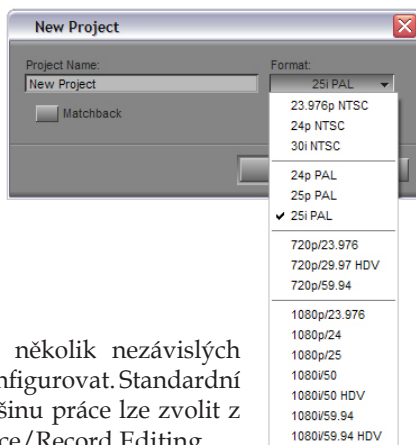 New Project
Project Name:
Format:
New Project
25i PAL
Matchback
23.976p NTSC
24p NTSC
30i NTSC
24p PAL
25p PAL
✓ 25i PAL
720p/23.976
720p/29.97 HDV
720p/59.94
1080p/23.976
1080p/24
1080p/25
1080i/50
1080i/50 HDV
1080i/59.94
1080i/59.94 HDV
několik nezávislých
nfigurovat. Standardní
šinu práce lze zvolit z
ce/Record Editing